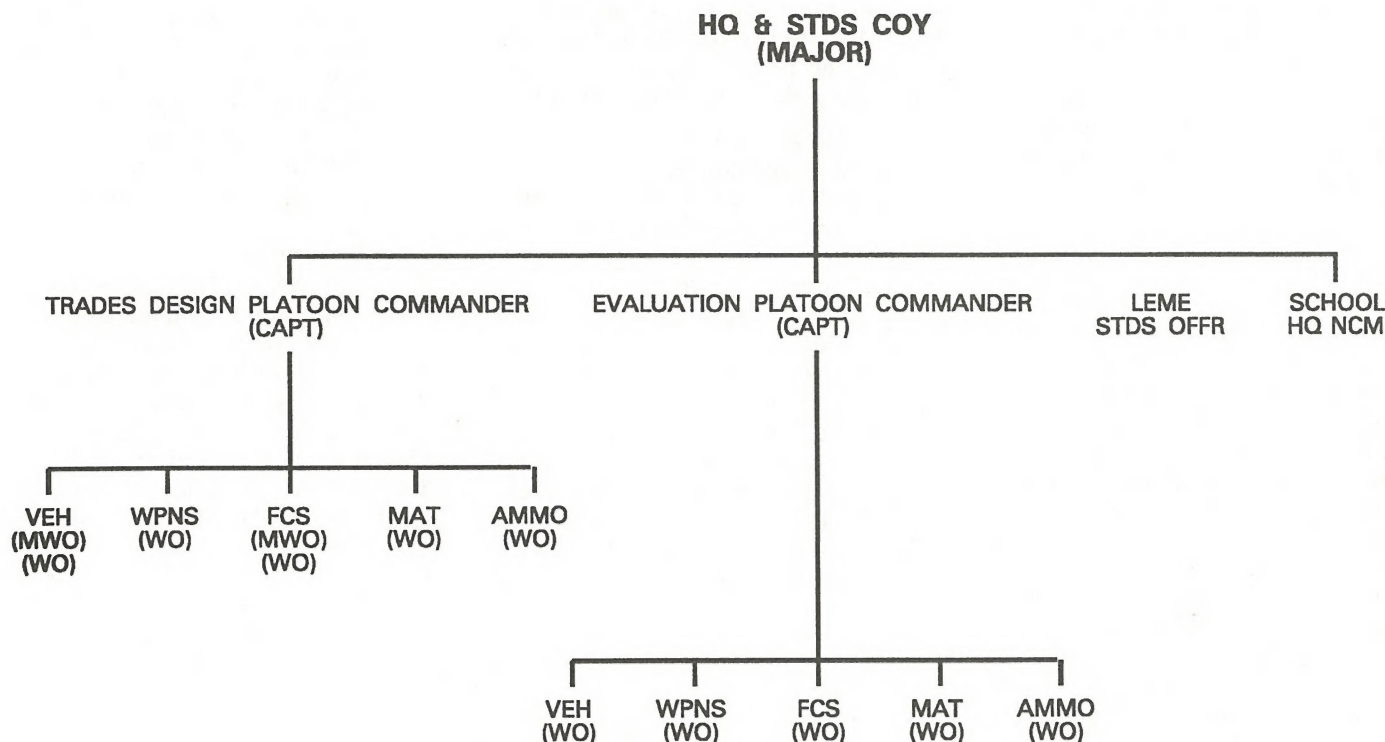 HQ & STDS COY
(MAJOR)
TRADES DESIGN PLATOON COMMANDER
(CAPT)
EVALUATION PLATOON COMMANDER
(CAPT)
LEME
STDS OFFR
SCHOOL
HQ NCM
VEH
(MWO)
(WO)
WPNS
(WO)
FCS
(MWO)
(WO)
MAT
(WO)
AMMO
(WO)
VEH
(WO)
WPNS
(WO)
FCS
(WO)
MAT
(WO)
AMMO
(WO)